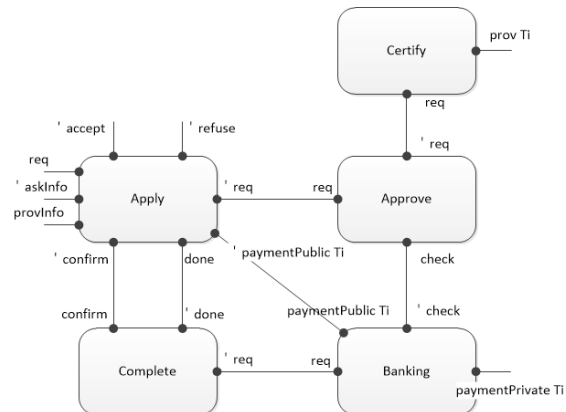 prov Ti
Certify
req
' accept
' refuse
' req
req
' req
req
' askInfo
Apply
Approve
provInfo
' confirm
done
' paymentPublic Ti
check
confirm
' done
paymentPublic Ti
' check
' req
req
Complete
Banking
paymentPrivate Ti